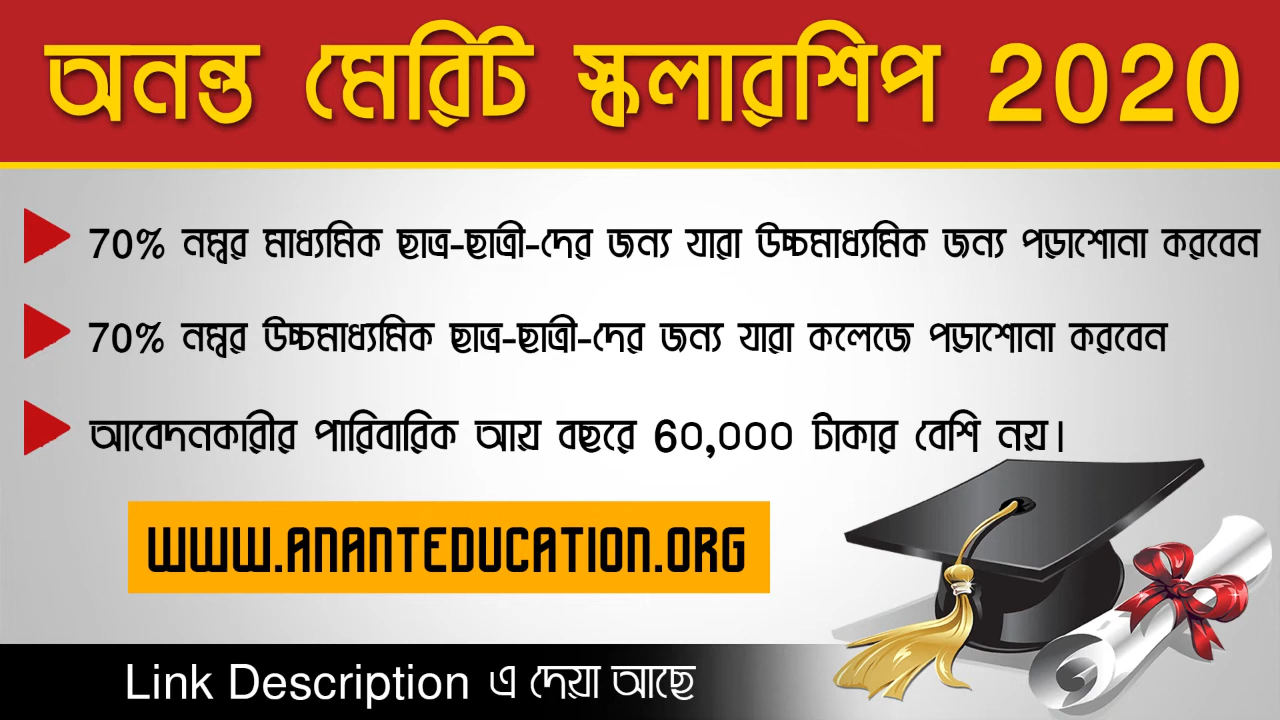 অনন্ত মেরিট স্কলারশিপ 2020
70% নম্বর মাধ্যমিক ছাত্র-ছাত্রী-দের জন্য যারা উচ্চমাধ্যমিক জন্য পড়াশোনা করবেন
70% নম্বর উচ্চমাধ্যমিক ছাত্র-ছাত্রী-দের জন্য যারা কলেজে পড়াশোনা করবেন
আবেদনকারীর পারিবারিক আয় বছরে 60,000 টাকার বেশি নয়।
WWW.ANANTEDUCATION.ORG
Link Description এ দেয়া আছে